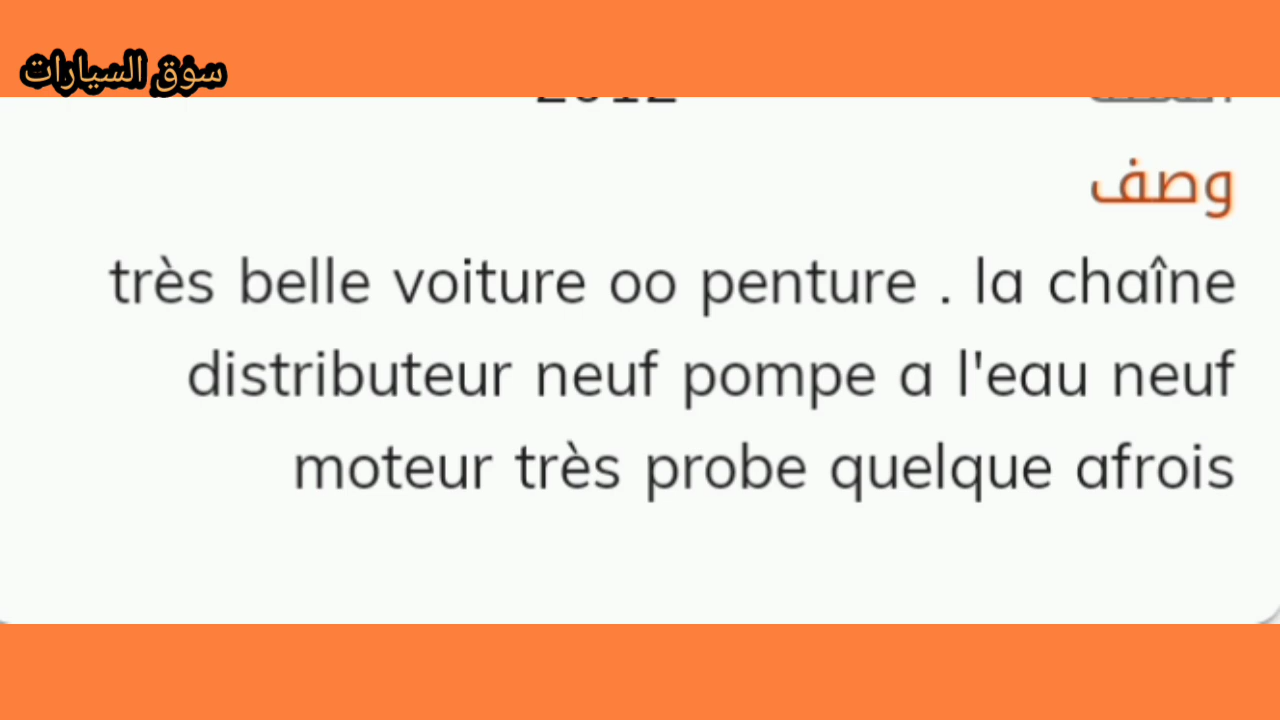 سوق السيارات
وصف
très belle voiture oo penture . la chaîne
distributeur neuf pompe a l'eau neuf
moteur très probe quelque afrois